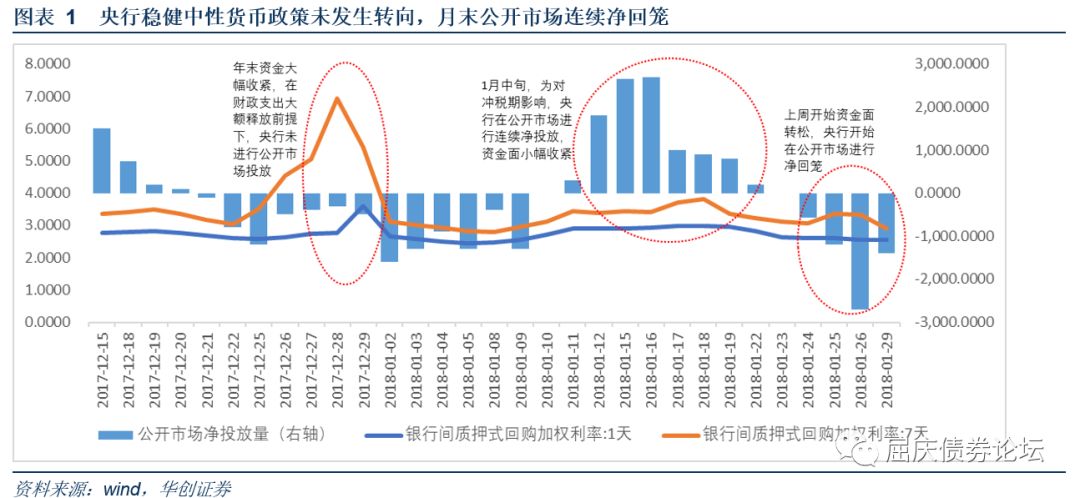 图表 1 央行稳健中性货币政策未发生转向，月末公开市场连续净回笼
8.0000
7.0000
6.0000
5.0000
4.0000
3.0000
2.0000
1.0000
0.0000
3,000.0000
2,000.0000
1,000.0000
0.0000
-1,000.0000
-2,000.0000
-3,000.0000
年末资金大
幅收紧，在
财政支出大
额释放前提
下，央行未
进行公开市
场投放
1月中旬，为对
冲税期影响，央
行在公开市场进
行连续净投放，
资金面小幅收紧
上周开始资金面
转松，央行开始
在公开市场进行
净回笼
2017-12-15
2017-12-18
2017-12-19
2017-12-20
2017-12-21
2017-12-22
2017-12-25
2017-12-26
2017-12-27
2017-12-28
2017-12-29
2018-01-02
2018-01-03
2018-01-04
2018-01-05
2018-01-08
2018-01-09
2018-01-10
2018-01-11
2018-01-12
2018-01-15
2018-01-16
2018-01-17
2018-01-18
2018-01-19
2018-01-22
2018-01-23
2018-01-24
2018-01-25
2018-01-26
2018-01-29
公开市场净投放量（右轴）
银行间质押式回购加权利率:1天
银行间质押式回购加权利率:7天
屈庆债券论坛
资料来源：wind，华创证券